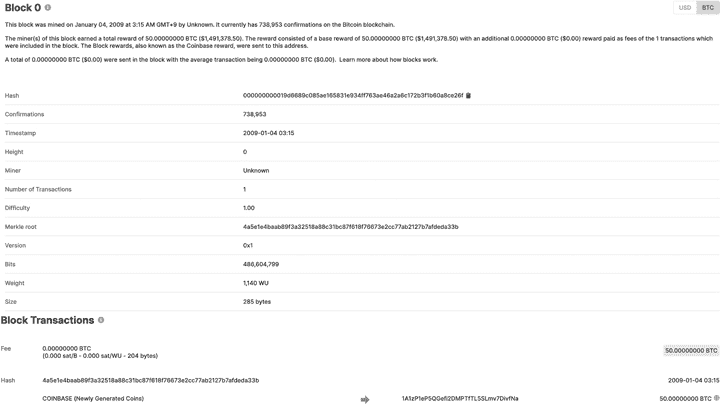 Block 0
USD BTC
This block was mined on January 04, 2009 at 3:15 AM GMT+9 by Unknown. It currently has 738,953 confirmations on the Bitcoin blockchain.
The miner(s) of this block earned a total reward of 50.00000000 BTC ($1,491,378.50). The reward consisted of a base reward of 50.00000000 BTC ($1,491,378.50) with an additional 0.00000000 BTC ($0.00) reward paid as fees of the 1 transactions which
were included in the block. The Block rewards, also known as the Coinbase reward, were sent to this address.
A total of 0.00000000 BTC ($0.00) were sent in the block with the average transaction being 0.00000000 BTC ($0.00). Learn more about how blocks work.
Hash 000000000019d6689c085ae165831e934ff763ae46a2a6c172b3f1b60a8ce26f
Confirmations 738,953
Timestamp 2009-01-04 03:15
Height 0
Miner Unknown
Number of Transactions 1
Difficulty 1.00
Merkle root 4a5e1e4baab89f3a32518a88c31bc87f618f76673e2cc77ab2127b7afdeda33b
Version 0x1
Bits 486,604,799
Weight 1,140 WU
Size 285 bytes
Block Transactions
Fee 0.00000000 BTC 50.00000000 BTC
(0.000 sat/B - 0.000 sat/WU - 204 bytes)
Hash 4a5e1e4baab89f3a32518a88c31bc87f618f76673e2cc77ab2127b7afdeda33b 2009-01-04 03:15
COINBASE (Newly Generated Coins) 1A1zP1eP5QGefi2DMPTfTL5SLmv7DivfNa 50.00000000 BTC